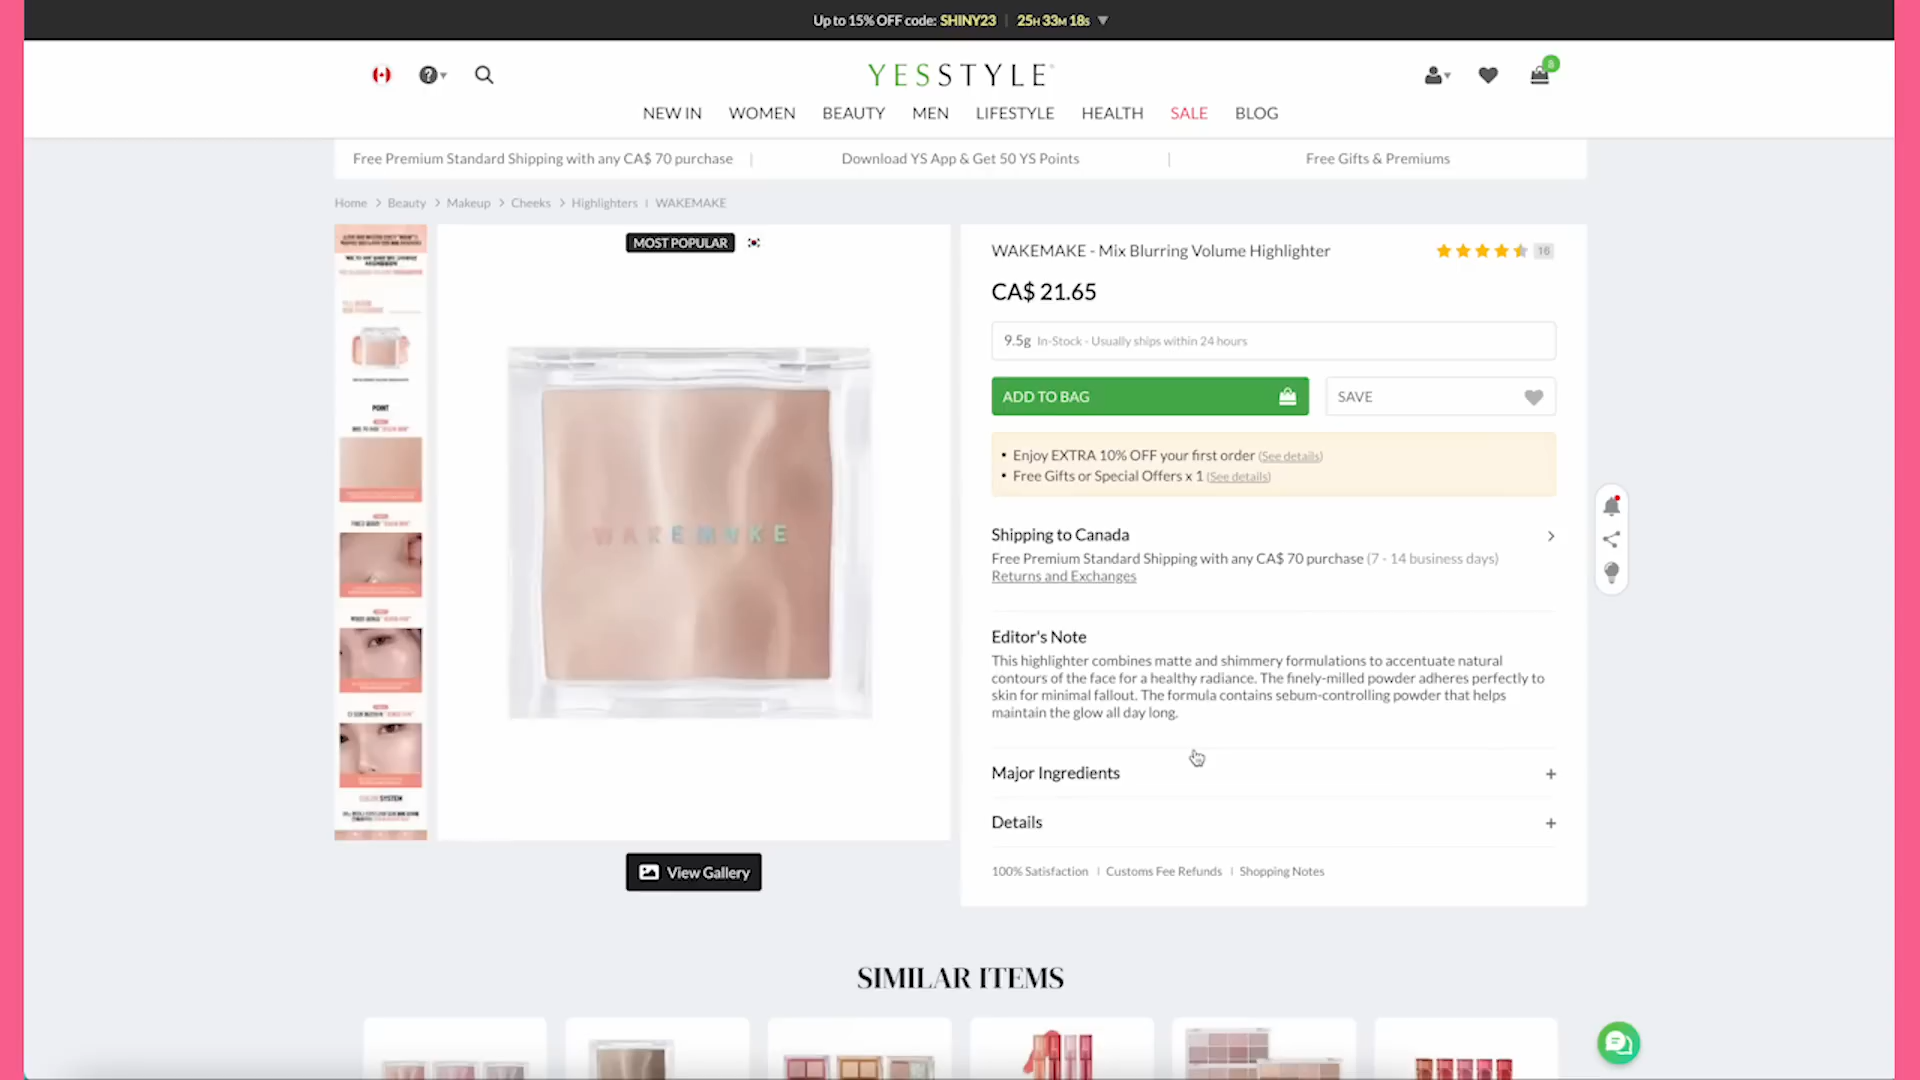 Up to 15% OFF code: SHINY23 | 25H 33M 18S
YESSTYLE
8
NEW IN WOMEN BEAUTY MEN LIFESTYLE HEALTH SALE BLOG
Free Premium Standard Shipping with any CA$ 70 purchase | Download YS App & Get 50 YS Points | Free Gifts & Premiums
Home > Beauty > Makeup > Cheeks > Highlighters | WAKEMAKE
MOST POPULAR
WAKEMAKE
POINT
COLOR SYSTEM
View Gallery
WAKEMAKE - Mix Blurring Volume Highlighter
16
CA$ 21.65
9.5g In-Stock - Usually ships within 24 hours
ADD TO BAG
SAVE
• Enjoy EXTRA 10% OFF your first order (See details)
• Free Gifts or Special Offers x 1 (See details)
Shipping to Canada
Free Premium Standard Shipping with any CA$ 70 purchase (7 - 14 business days)
Returns and Exchanges
Editor's Note
This highlighter combines matte and shimmery formulations to accentuate natural
contours of the face for a healthy radiance. The finely-milled powder adheres perfectly to
skin for minimal fallout. The formula contains sebum-controlling powder that helps
maintain the glow all day long.
Major Ingredients +
Details +
100% Satisfaction | Customs Fee Refunds | Shopping Notes
SIMILAR ITEMS